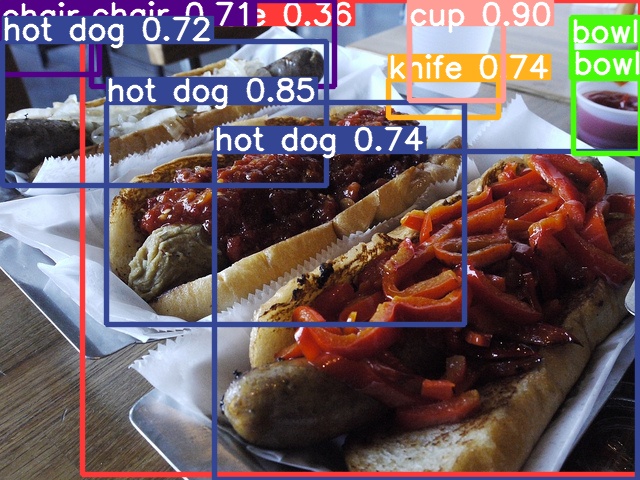 chair chair 0.71 e 0.36
cup 0.90
hot dog 0.72
bowl
knife 0.74
bowl
hot dog 0.85
hot dog 0.74